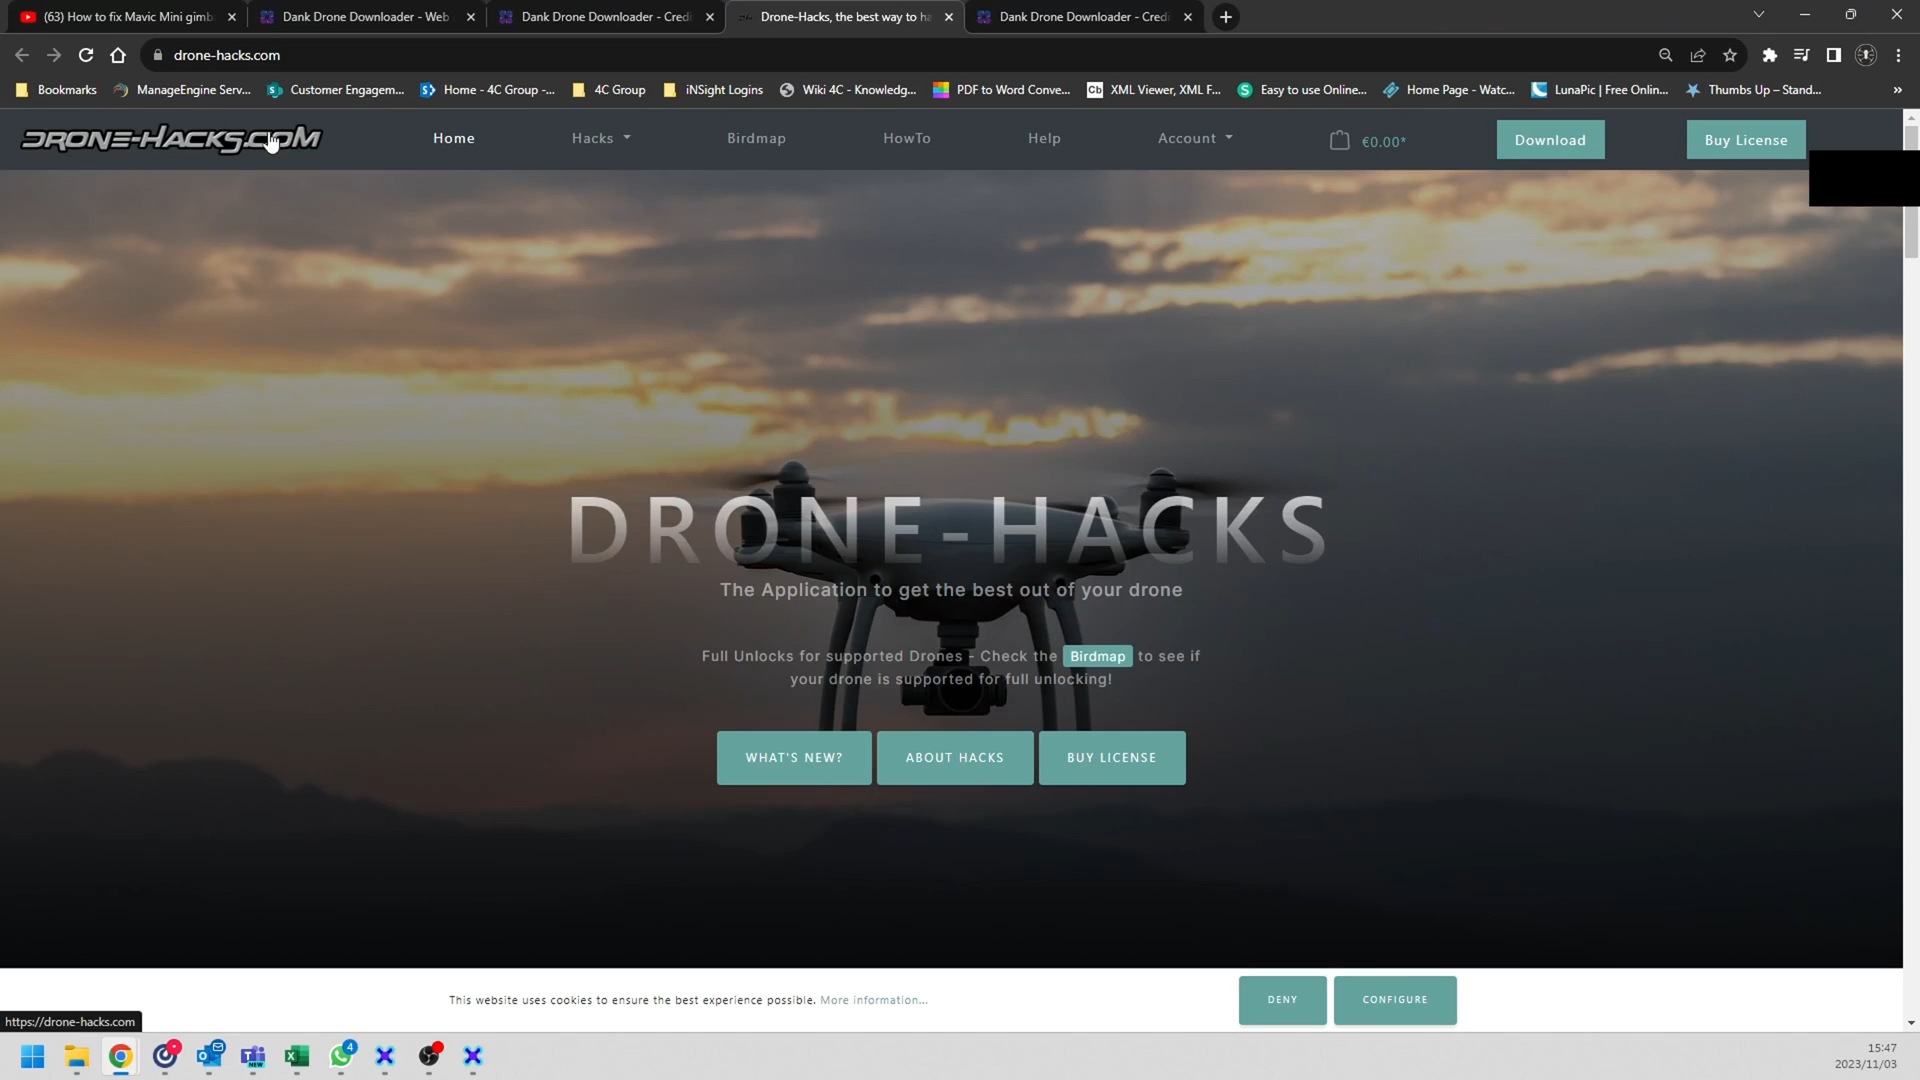 (63) How to fix Mavic Mini gimb
Dank Drone Downloader - Web
Dank Drone Downloader - Credi
Drone-Hacks, the best way to ha
Dank Drone Downloader - Credi
drone-hacks.com
Bookmarks
ManageEngine Serv...
Customer Engagem...
Home - 4C Group -...
4C Group
iNSight Logins
Wiki 4C - Knowledg...
PDF to Word Conve...
Cb
XML Viewer, XML F...
Easy to use Online...
Home Page - Watc...
LunaPic | Free Onlin...
Thumbs Up – Stand...
»
DRONE-HACKS.COM
Home
Hacks
Birdmap
HowTo
Help
Account
€0.00*
Download
Buy License
DRONE-HACKS
The Application to get the best out of your drone
Full Unlocks for supported Drones - Check the Birdmap to see if
your drone is supported for full unlocking!
WHAT'S NEW?
ABOUT HACKS
BUY LICENSE
This website uses cookies to ensure the best experience possible. More information...
DENY
CONFIGURE
https://drone-hacks.com
NEW
4
15:47
2023/11/03